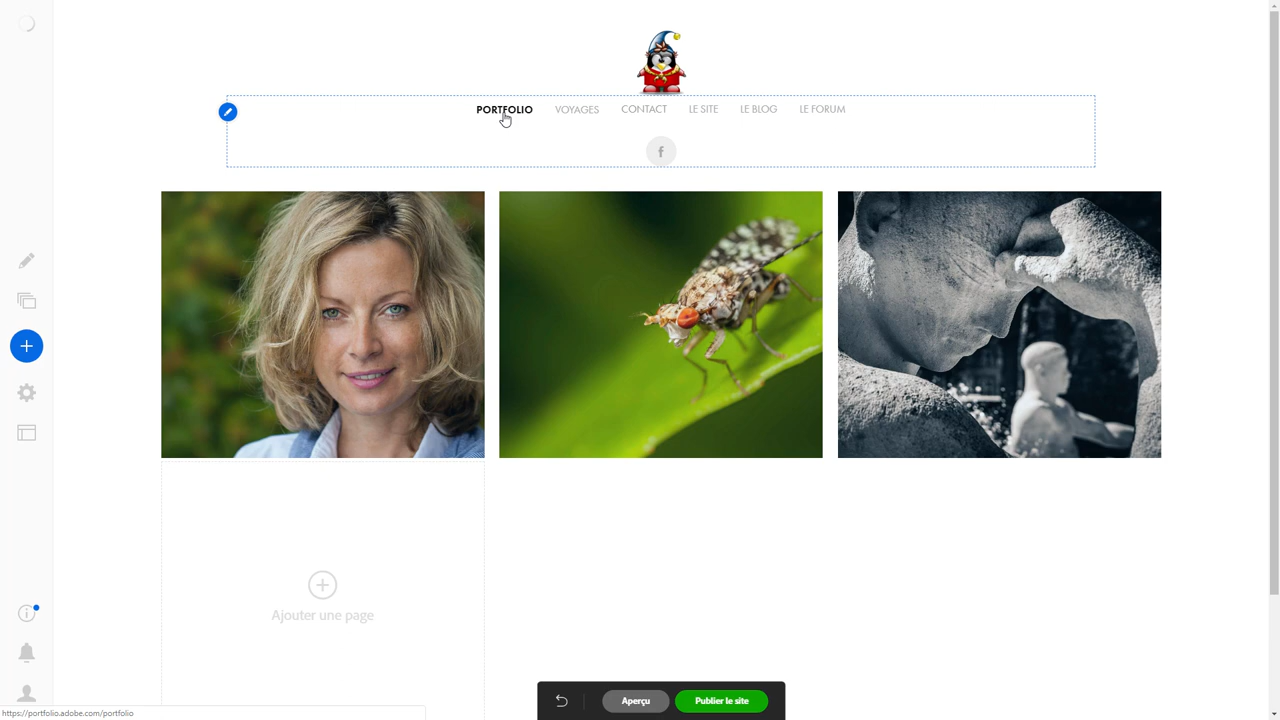 PORTFOLIO VOYAGES CONTACT LE SITE LE BLOG LE FORUM
f
Ajouter une page
Aperçu Publier le site
https://portfolio.adobe.com/portfolio